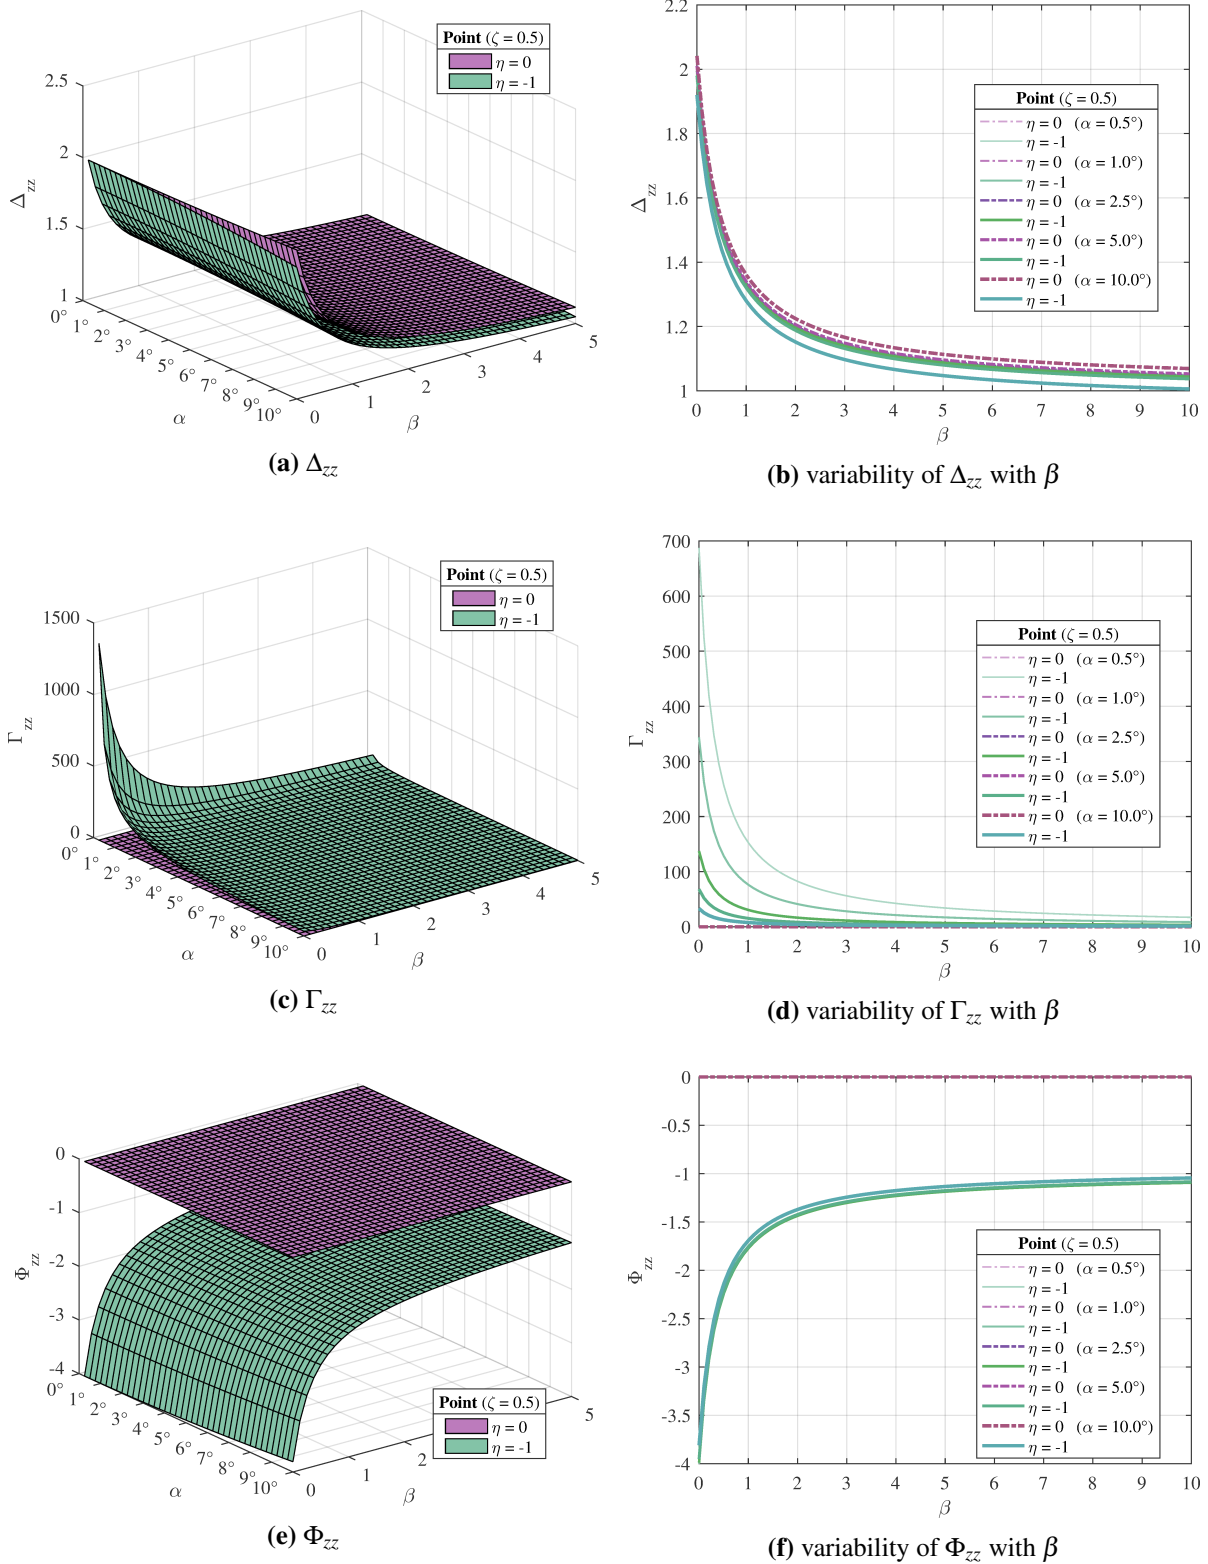 Point (ζ = 0.5)
η = 0
η = -1
2.5
2
1.5
1
Δzz
0°
1°
2°
3°
4°
5°
6°
7°
8°
9°
10°
α
0
1
2
3
4
5
β
(a) Δzz
2.2
2
1.8
1.6
1.4
1.2
1
Δzz
Point (ζ = 0.5)
η = 0 (α = 0.5°)
η = -1
η = 0 (α = 1.0°)
η = -1
η = 0 (α = 2.5°)
η = -1
η = 0 (α = 5.0°)
η = -1
η = 0 (α = 10.0°)
η = -1
0 1 2 3 4 5 6 7 8 9 10
β
(b) variability of Δzz with β
Point (ζ = 0.5)
η = 0
η = -1
1500
1000
500
0
Γzz
0°
1°
2°
3°
4°
5°
6°
7°
8°
9°
10°
α
0
1
2
3
4
5
β
(c) Γzz
700
600
500
400
300
200
100
0
Γzz
Point (ζ = 0.5)
η = 0 (α = 0.5°)
η = -1
η = 0 (α = 1.0°)
η = -1
η = 0 (α = 2.5°)
η = -1
η = 0 (α = 5.0°)
η = -1
η = 0 (α = 10.0°)
η = -1
0 1 2 3 4 5 6 7 8 9 10
β
(d) variability of Γzz with β
0
-1
-2
-3
-4
Φzz
0°
1°
2°
3°
4°
5°
6°
7°
8°
9°
10°
α
0
1
2
5
β
Point (ζ = 0.5)
η = 0
η = -1
(e) Φzz
0
-0.5
-1
-1.5
-2
-2.5
-3
-3.5
-4
Φzz
Point (ζ = 0.5)
η = 0 (α = 0.5°)
η = -1
η = 0 (α = 1.0°)
η = -1
η = 0 (α = 2.5°)
η = -1
η = 0 (α = 5.0°)
η = -1
η = 0 (α = 10.0°)
η = -1
0 1 2 3 4 5 6 7 8 9 10
β
(f) variability of Φzz with β